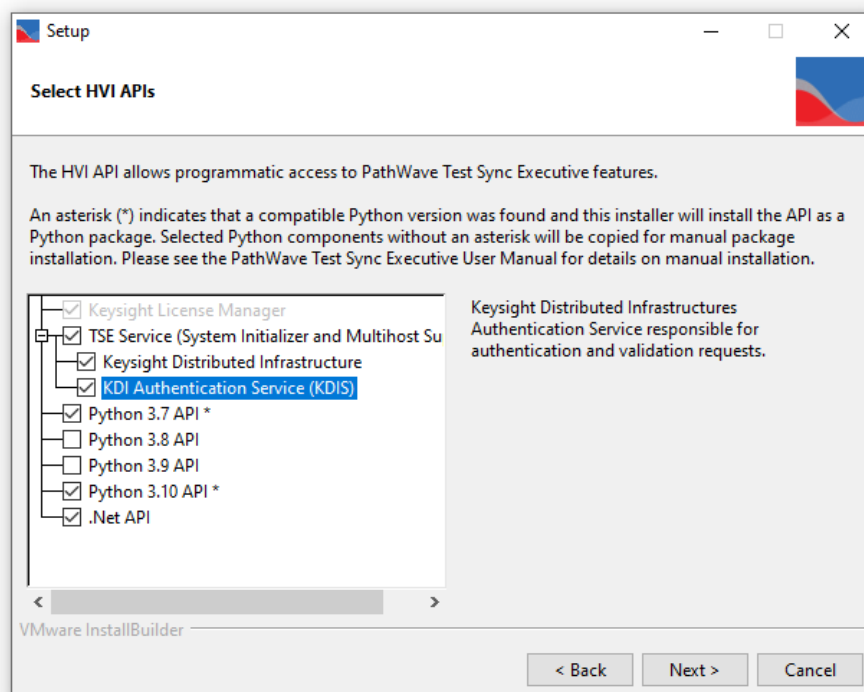 Setup
Select HVI APIs
The HVI API allows programmatic access to PathWave Test Sync Executive features.
An asterisk (*) indicates that a compatible Python version was found and this installer will install the API as a
Python package. Selected Python components without an asterisk will be copied for manual package
installation. Please see the PathWave Test Sync Executive User Manual for details on manual installation.
Keysight License Manager
TSE Service (System Initializer and Multihost Su
Keysight Distributed Infrastructure
KDI Authentication Service (KDIS)
Python 3.7 API *
Python 3.8 API
Python 3.9 API
Python 3.10 API *
.Net API
Keysight Distributed Infrastructures
Authentication Service responsible for
authentication and validation requests.
VMware InstallBuilder
< Back
Next >
Cancel